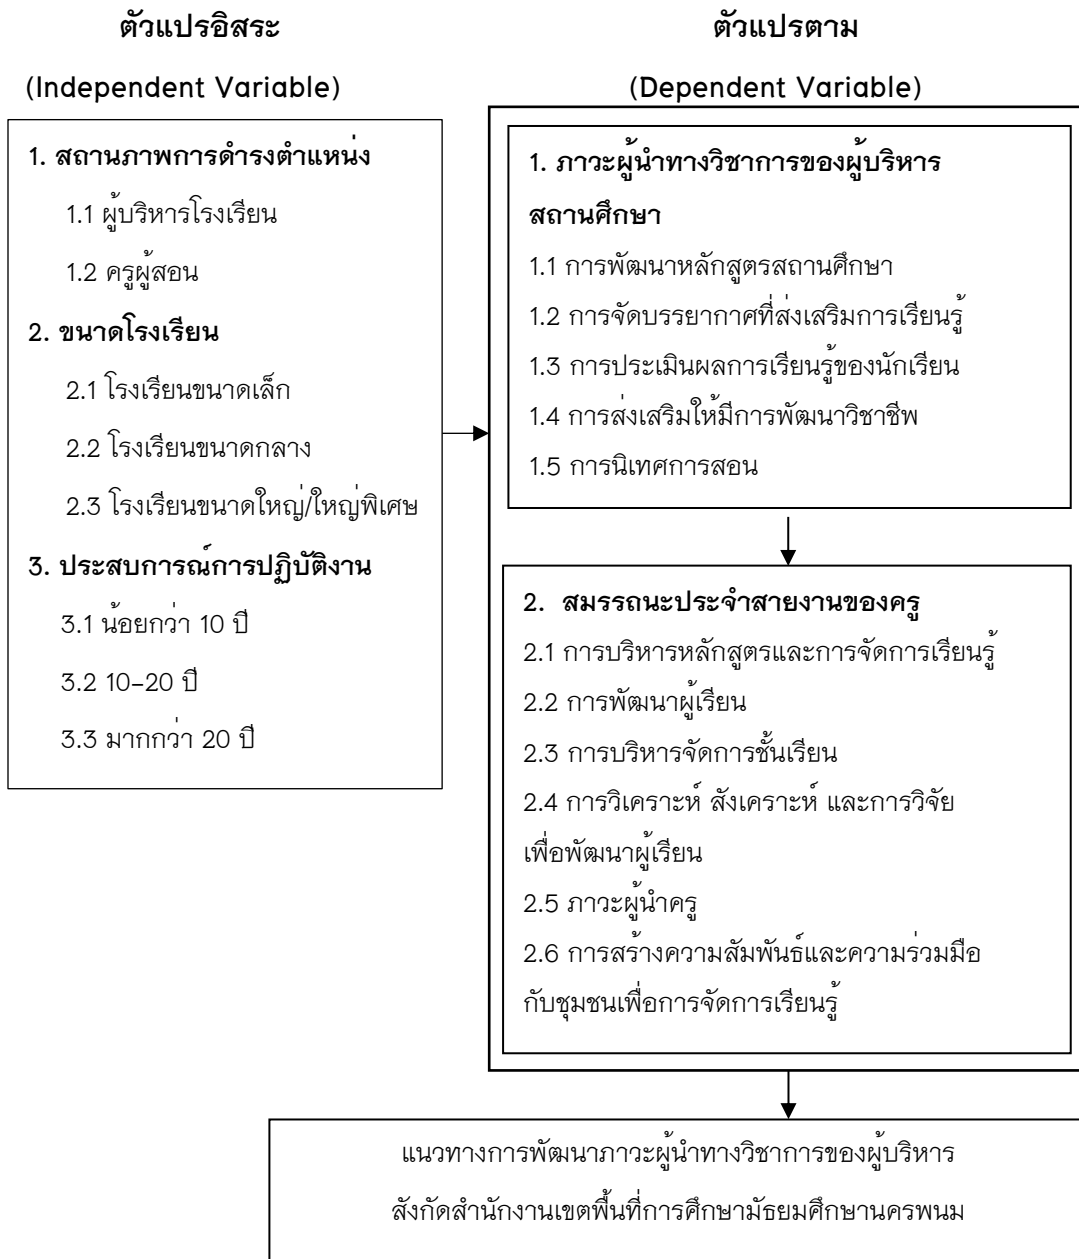 ตัวแปรอิสระ
(Independent Variable)
1. สถานภาพการดำรงตำแหน่ง
1.1 ผู้บริหารโรงเรียน
1.2 ครูผู้สอน
2. ขนาดโรงเรียน
2.1 โรงเรียนขนาดเล็ก
2.2 โรงเรียนขนาดกลาง
2.3 โรงเรียนขนาดใหญ่/ใหญ่พิเศษ
3. ประสบการณ์การปฏิบัติงาน
3.1 น้อยกว่า 10 ปี
3.2 10–20 ปี
3.3 มากกว่า 20 ปี
ตัวแปรตาม
(Dependent Variable)
1. ภาวะผู้นำทางวิชาการของผู้บริหาร
สถานศึกษา
1.1 การพัฒนาหลักสูตรสถานศึกษา
1.2 การจัดบรรยากาศที่ส่งเสริมการเรียนรู้
1.3 การประเมินผลการเรียนรู้ของนักเรียน
1.4 การส่งเสริมให้มีการพัฒนาวิชาชีพ
1.5 การนิเทศการสอน
2. สมรรถนะประจำสายงานของครู
2.1 การบริหารหลักสูตรและการจัดการเรียนรู้
2.2 การพัฒนาผู้เรียน
2.3 การบริหารจัดการชั้นเรียน
2.4 การวิเคราะห์ สังเคราะห์ และการวิจัย
เพื่อพัฒนาผู้เรียน
2.5 ภาวะผู้นำครู
2.6 การสร้างความสัมพันธ์และความร่วมมือ
กับชุมชนเพื่อการจัดการเรียนรู้
แนวทางการพัฒนาภาวะผู้นำทางวิชาการของผู้บริหาร
สังกัดสำนักงานเขตพื้นที่การศึกษามัธยมศึกษานครพนม